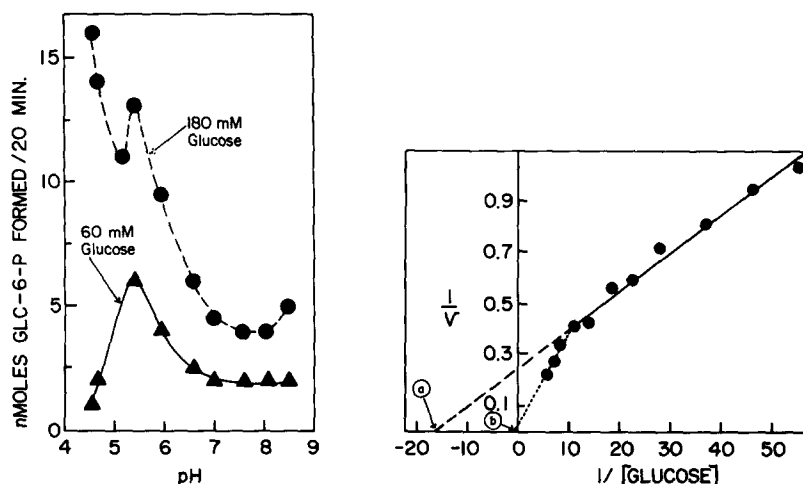 nMOLES GLC-6-P FORMED/20 MIN.
15
10
5
0
180 mM
Glucose
60 mM
Glucose
4 5 6 7 8 9
pH
1
v
0.9
0.7
0.5
0.3
0.1
a
b
-20 -10 0 10 20 30 40 50
1/ [GLUCOSE]